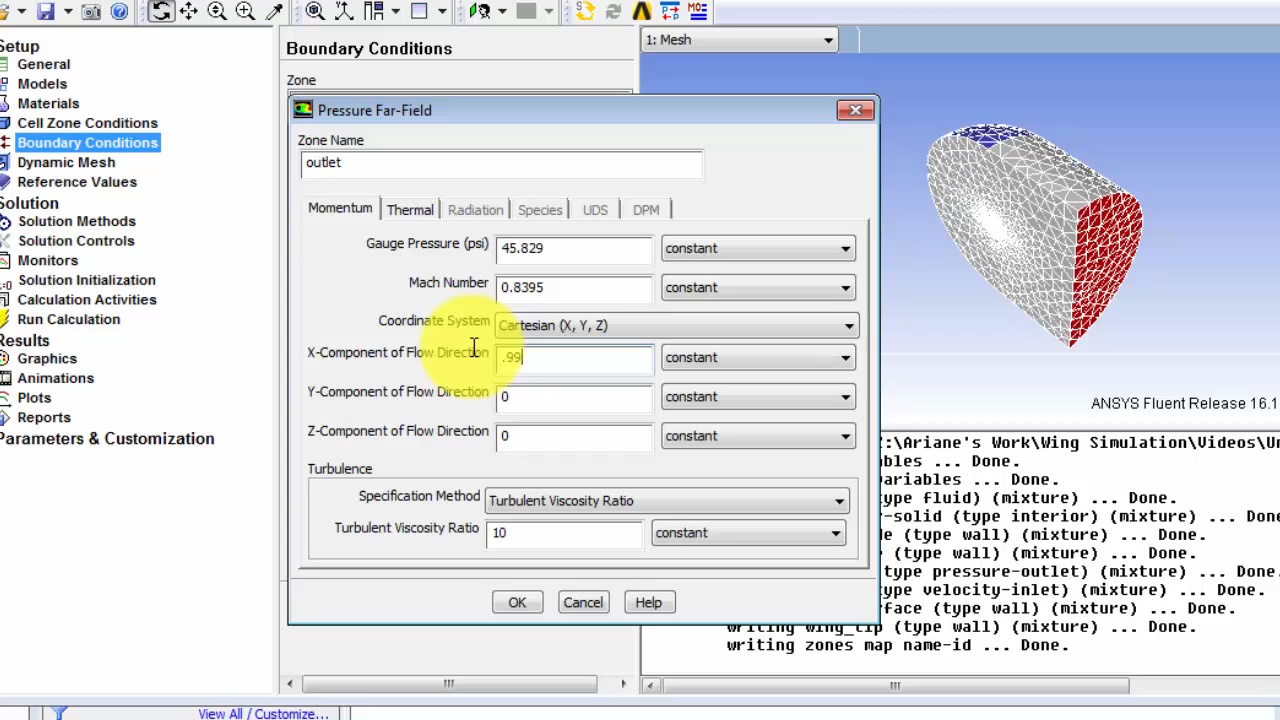 Setup
General
Models
Materials
Cell Zone Conditions
Boundary Conditions
Dynamic Mesh
Reference Values
Solution
Solution Methods
Solution Controls
Monitors
Solution Initialization
Calculation Activities
Run Calculation
Results
Graphics
Animations
Plots
Reports
Parameters & Customization
View All / Customize...
Boundary Conditions
Zone
Pressure Far-Field
Zone Name
outlet
Momentum Thermal Radiation Species UDS DPM
Gauge Pressure (psi) 45.829 constant
Mach Number 0.8395 constant
Coordinate System Cartesian (X, Y, Z)
X-Component of Flow Direction .99 constant
Y-Component of Flow Direction 0 constant
Z-Component of Flow Direction 0 constant
Turbulence
Specification Method Turbulent Viscosity Ratio
Turbulent Viscosity Ratio 10 constant
OK Cancel Help
1: Mesh
ANSYS Fluent Release 16.1
:\Ariane's Work\Wing Simulation\Videos\
... Done.
... Done.
type fluid) (mixture) ... Done.
-solid (type interior) (mixture) ... Done
(type wall) (mixture) ... Done.
(type wall) (mixture) ... Done.
type pressure-outlet) (mixture) ... Done.
type velocity-inlet) (mixture) ... Done.
(type wall) (mixture) ... Done.
writing wing_tip (type wall) (mixture) ... Done.
writing zones map name-id ... Done.